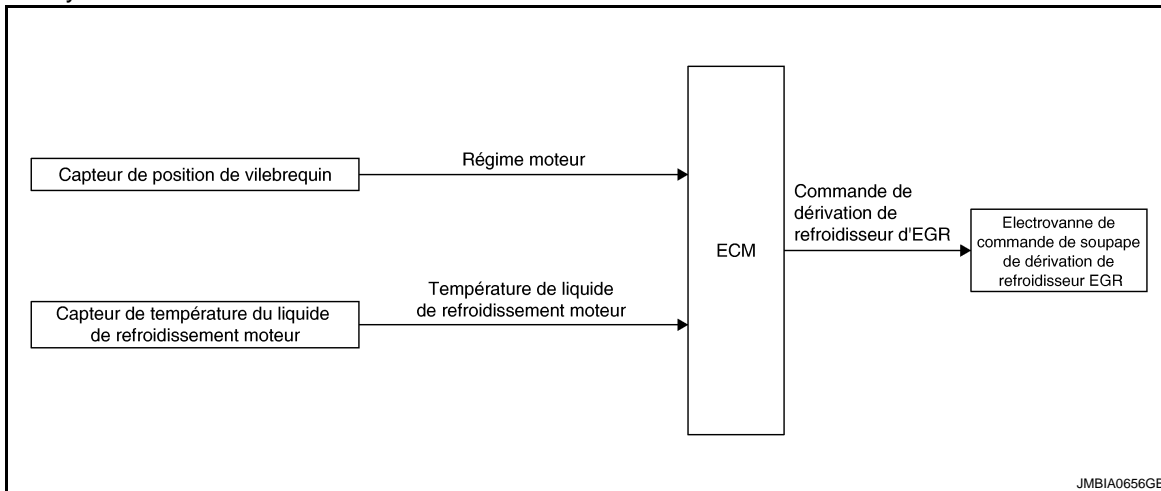 Capteur de position de vilebrequin
Régime moteur
Capteur de température du liquide
de refroidissement moteur
Température de liquide
de refroidissement moteur
ECM
Commande de
dérivation de
refroidisseur d'EGR
Electrovanne de
commande de soupape
de dérivation de
refroidisseur EGR